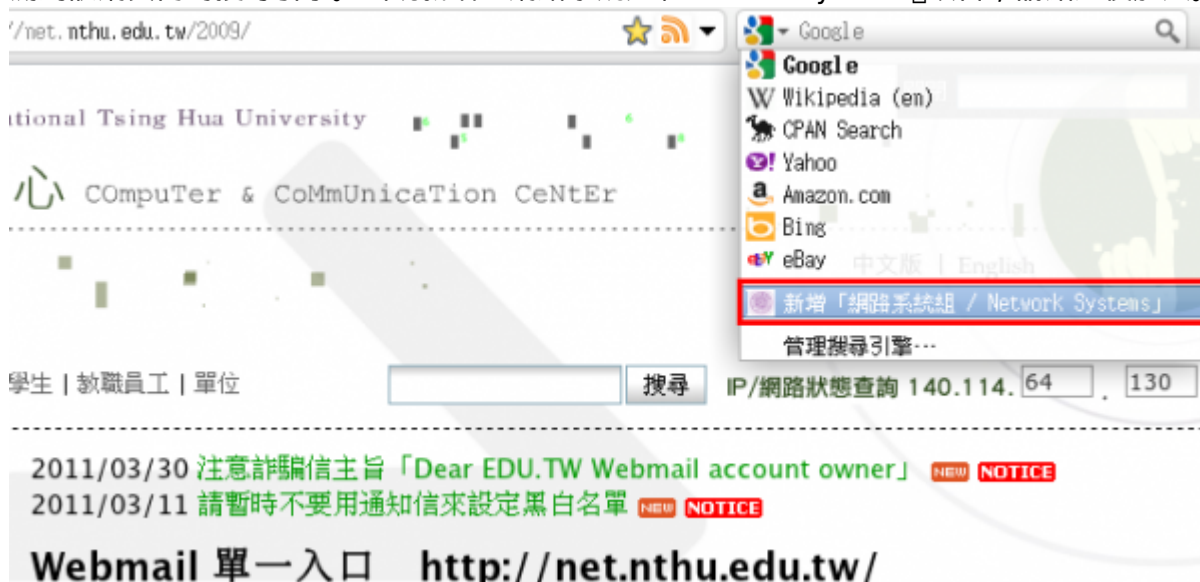 //net.nthu.edu.tw/2009/
Google
Google
Wikipedia (en)
CPAN Search
Yahoo
Amazon.com
Bing
eBay
新增「網路系統組 / Network Systems」
管理搜尋引擎…
tional Tsing Hua University
心 COmpuTer & CoMmUnicaTion CeNtEr
中文版 | English
學生 | 教職員工 | 單位
搜尋
IP/網路狀態查詢 140.114. 64 . 130
2011/03/30 注意詐騙信主旨「Dear EDU.TW Webmail account owner」 NEW NOTICE
2011/03/11 請暫時不要用通知信來設定黑白名單 NEW NOTICE
Webmail 單一入口 http://net.nthu.edu.tw/